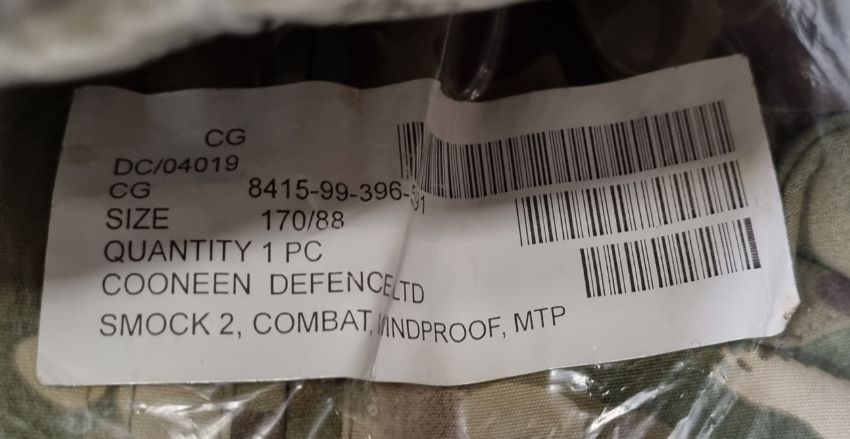 CG
DC/04019
CG 8415-99-396-
SIZE 170/88
QUANTITY 1 PC
COONEEN DEFENCE LTD
SMOCK 2, COMBAT, WINDPROOF, MTP